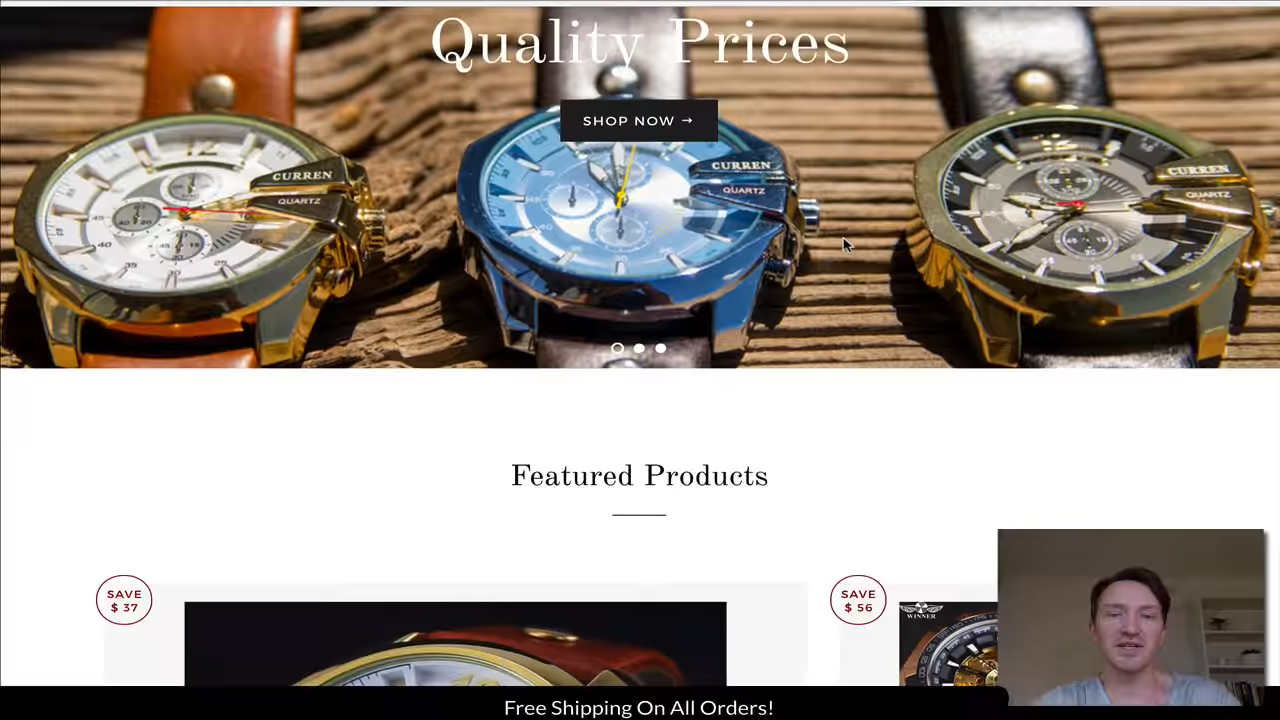 Quality Prices
SHOP NOW →
CURREN
QUARTZ
CURREN
QUARTZ
CURREN
QUARTZ
Featured Products
SAVE
$ 37
SAVE
$ 56
WINNER
Free Shipping On All Orders!